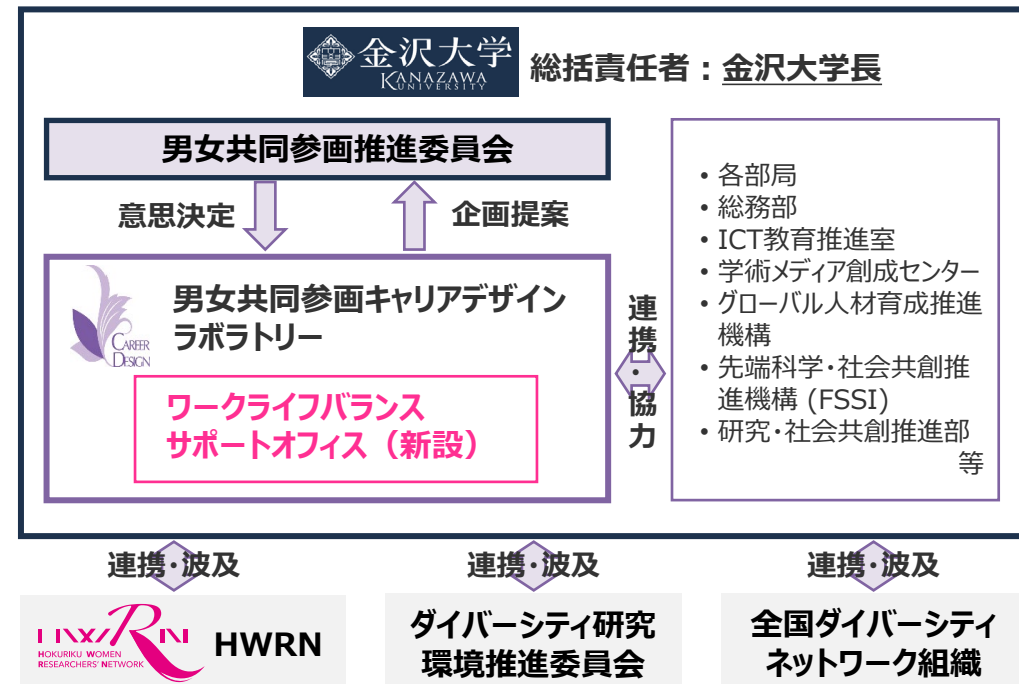 金沢大学
KANAZAWA
UNIVERSITY
総括責任者:金沢大学長
男女共同参画推進委員会
意思決定
企画提案
男女共同参画キャリアデザイン
ラボラトリー
CAREER
DESIGN
ワークライフバランス
サポートオフィス(新設)
連携・協力
• 各部局
• 総務部
• ICT教育推進室
• 学術メディア創成センター
• グローバル人材育成推進
機構
• 先端科学・社会共創推
進機構 (FSSI)
• 研究・社会共創推進部
等
連携・波及
連携・波及
連携・波及
HOKURIKU WOMEN
RESEARCHERS' NETWORK
HWRN
ダイバーシティ研究
環境推進委員会
全国ダイバーシティ
ネットワーク組織